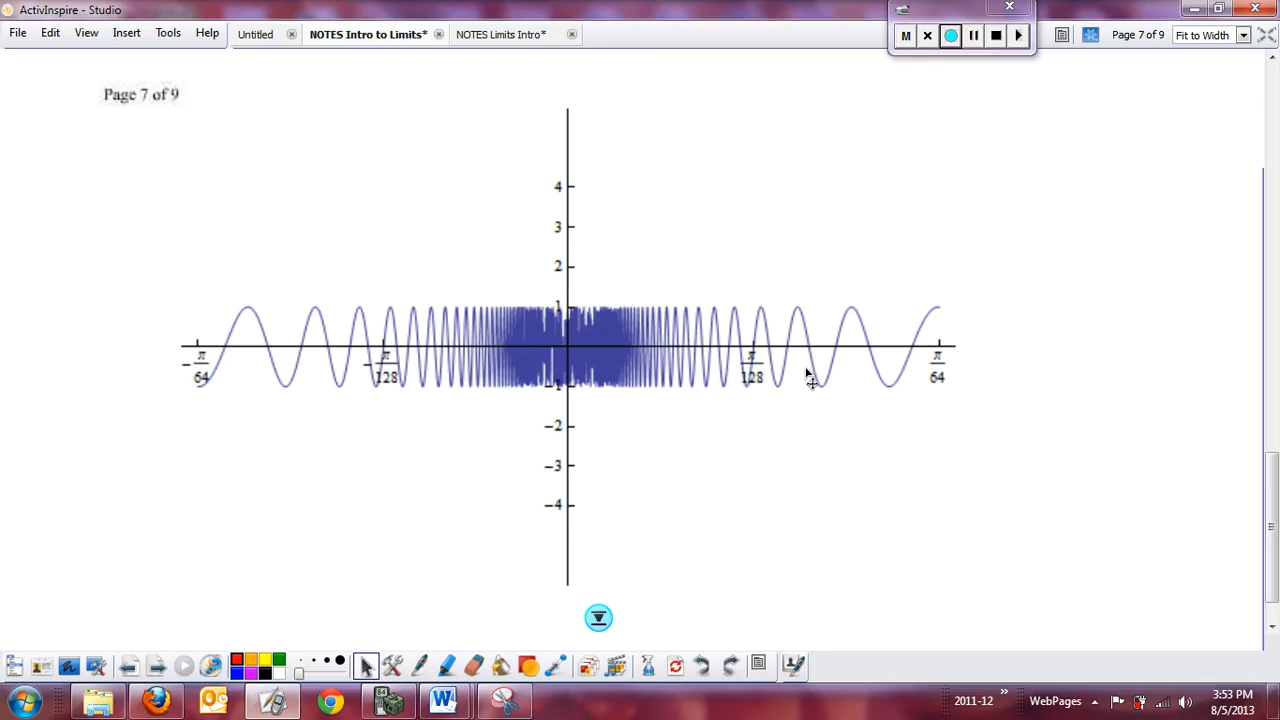 ActivInspire - Studio
File Edit View Insert Tools Help
Untitled
NOTES Intro to Limits*
NOTES Limits Intro*
M
Page 7 of 9
Fit to Width
Page 7 of 9
4
3
2
1
−π/64
−π/128
π/128
π/64
−1
−2
−3
−4
2011-12
WebPages
3:53 PM
8/5/2013